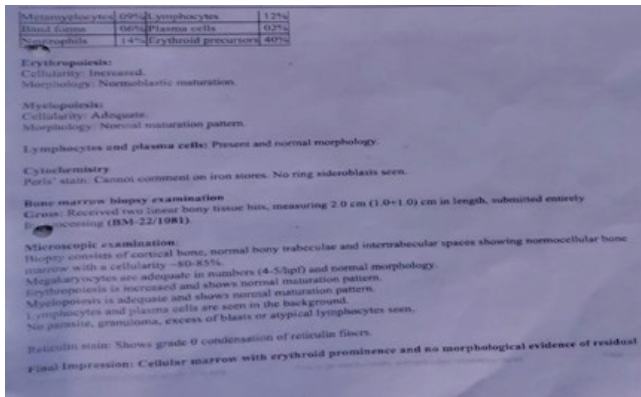 Metamyelocytes 09% Lymphocytes 12%
Band forms 06% Plasma cells 02%
Neutrophils 14% Erythroid precursors 40%
Erythropoiesis:
Cellularity: Increased.
Morphology: Normoblastic maturation.
Myelopoiesis:
Cellularity: Adequate.
Morphology: Normal maturation pattern.
Lymphocytes and plasma cells: Present and normal morphology.
Cytochemistry
Perls' stain: Cannot comment on iron stores. No ring sideroblasts seen.
Bone marrow biopsy examination
Gross: Received two linear bony tissue bits, measuring 2.0 cm (1.0+1.0) cm in length, submitted entirely
processing (BM-22/1081).
Microscopic examination:
Biopsy consists of cortical bone, normal bony trabeculae and intertrabecular spaces showing normocellular bone
marrow with a cellularity ~80-85%.
Megakaryocytes are adequate in numbers (4-5/hpf) and normal morphology.
Erythropoiesis is increased and shows normal maturation pattern.
Myelopoiesis is adequate and shows normal maturation pattern.
Lymphocytes and plasma cells are seen in the background.
No parasite, granuloma, excess of blasts or atypical lymphocytes seen.
Reticulin stain: Shows grade 0 condensation of reticulin fibers.
Final Impression: Cellular marrow with erythroid prominence and no morphological evidence of residual